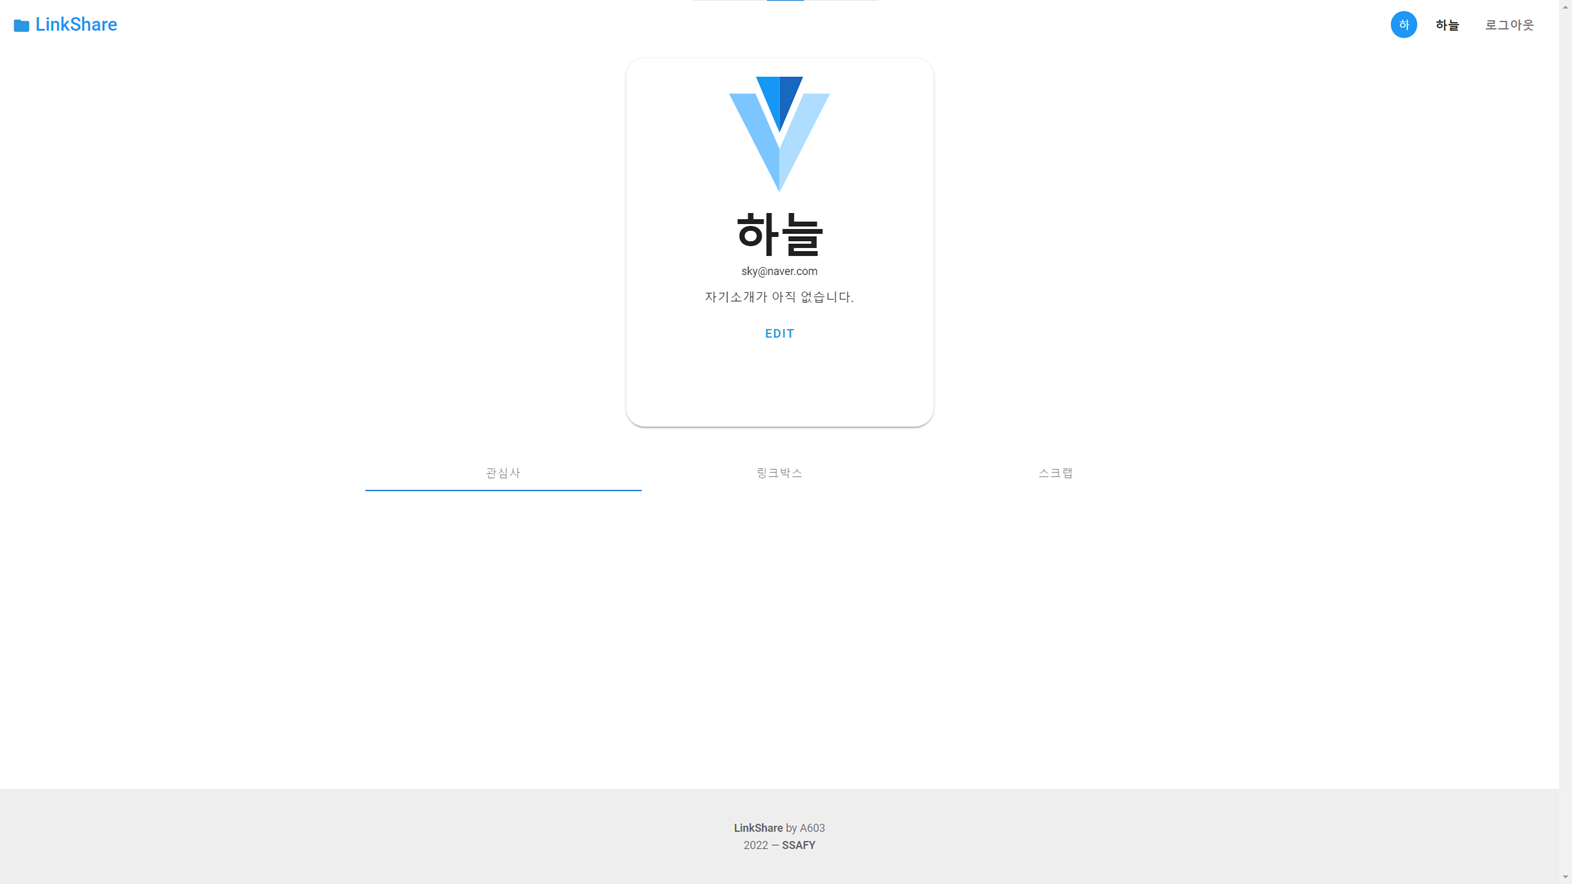 LinkShare
하 하늘 로그아웃
하늘
sky@naver.com
자기소개가 아직 없습니다.
EDIT
관심사 링크박스 스크랩
LinkShare by A603
2022 — SSAFY